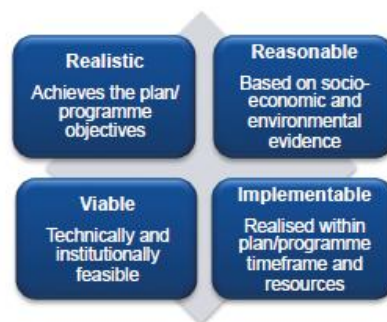 Realistic
Achieves the plan/
programme
objectives
Reasonable
Based on socio-
economic and
environmental
evidence
Viable
Technically and
institutionally
feasible
Implementable
Realised within
plan/programme
timeframe and
resources